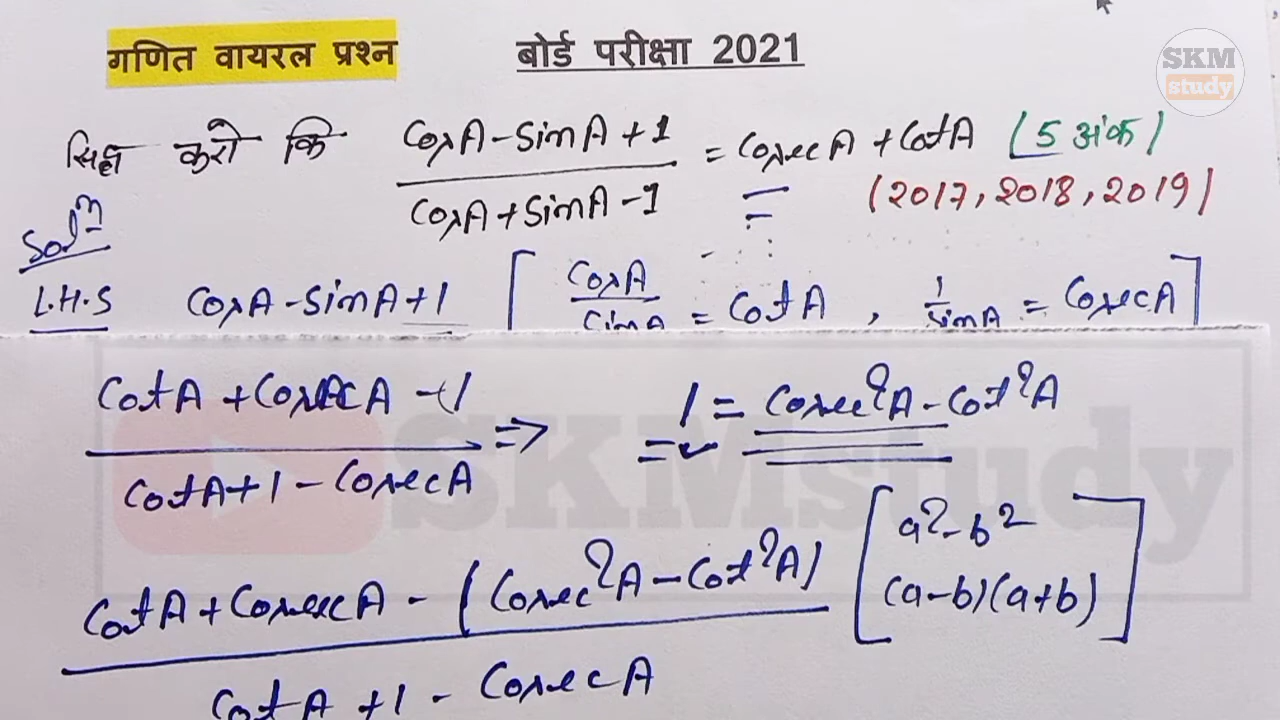 गणित वायरल प्रश्न
बोर्ड परीक्षा 2021
SKM
study
सिद्ध करो कि (CosA - SinA + 1)/(CosA + SinA - 1) = CosecA + CotA (5 अंक)
(2017, 2018, 2019)
Solⁿ
L.H.S CosA - SinA + 1 [ CosA/SinA = CotA , 1/SinA = CosecA ]
(CotA + CosecA - 1)/(CotA + 1 - CosecA) ⇒ 1 = Cosec²A - Cot²A
SKMstudy
(CotA + CosecA - (Cosec²A - Cot²A))/(CotA + 1 - CosecA) [ a² - b²
(a-b)(a+b) ]